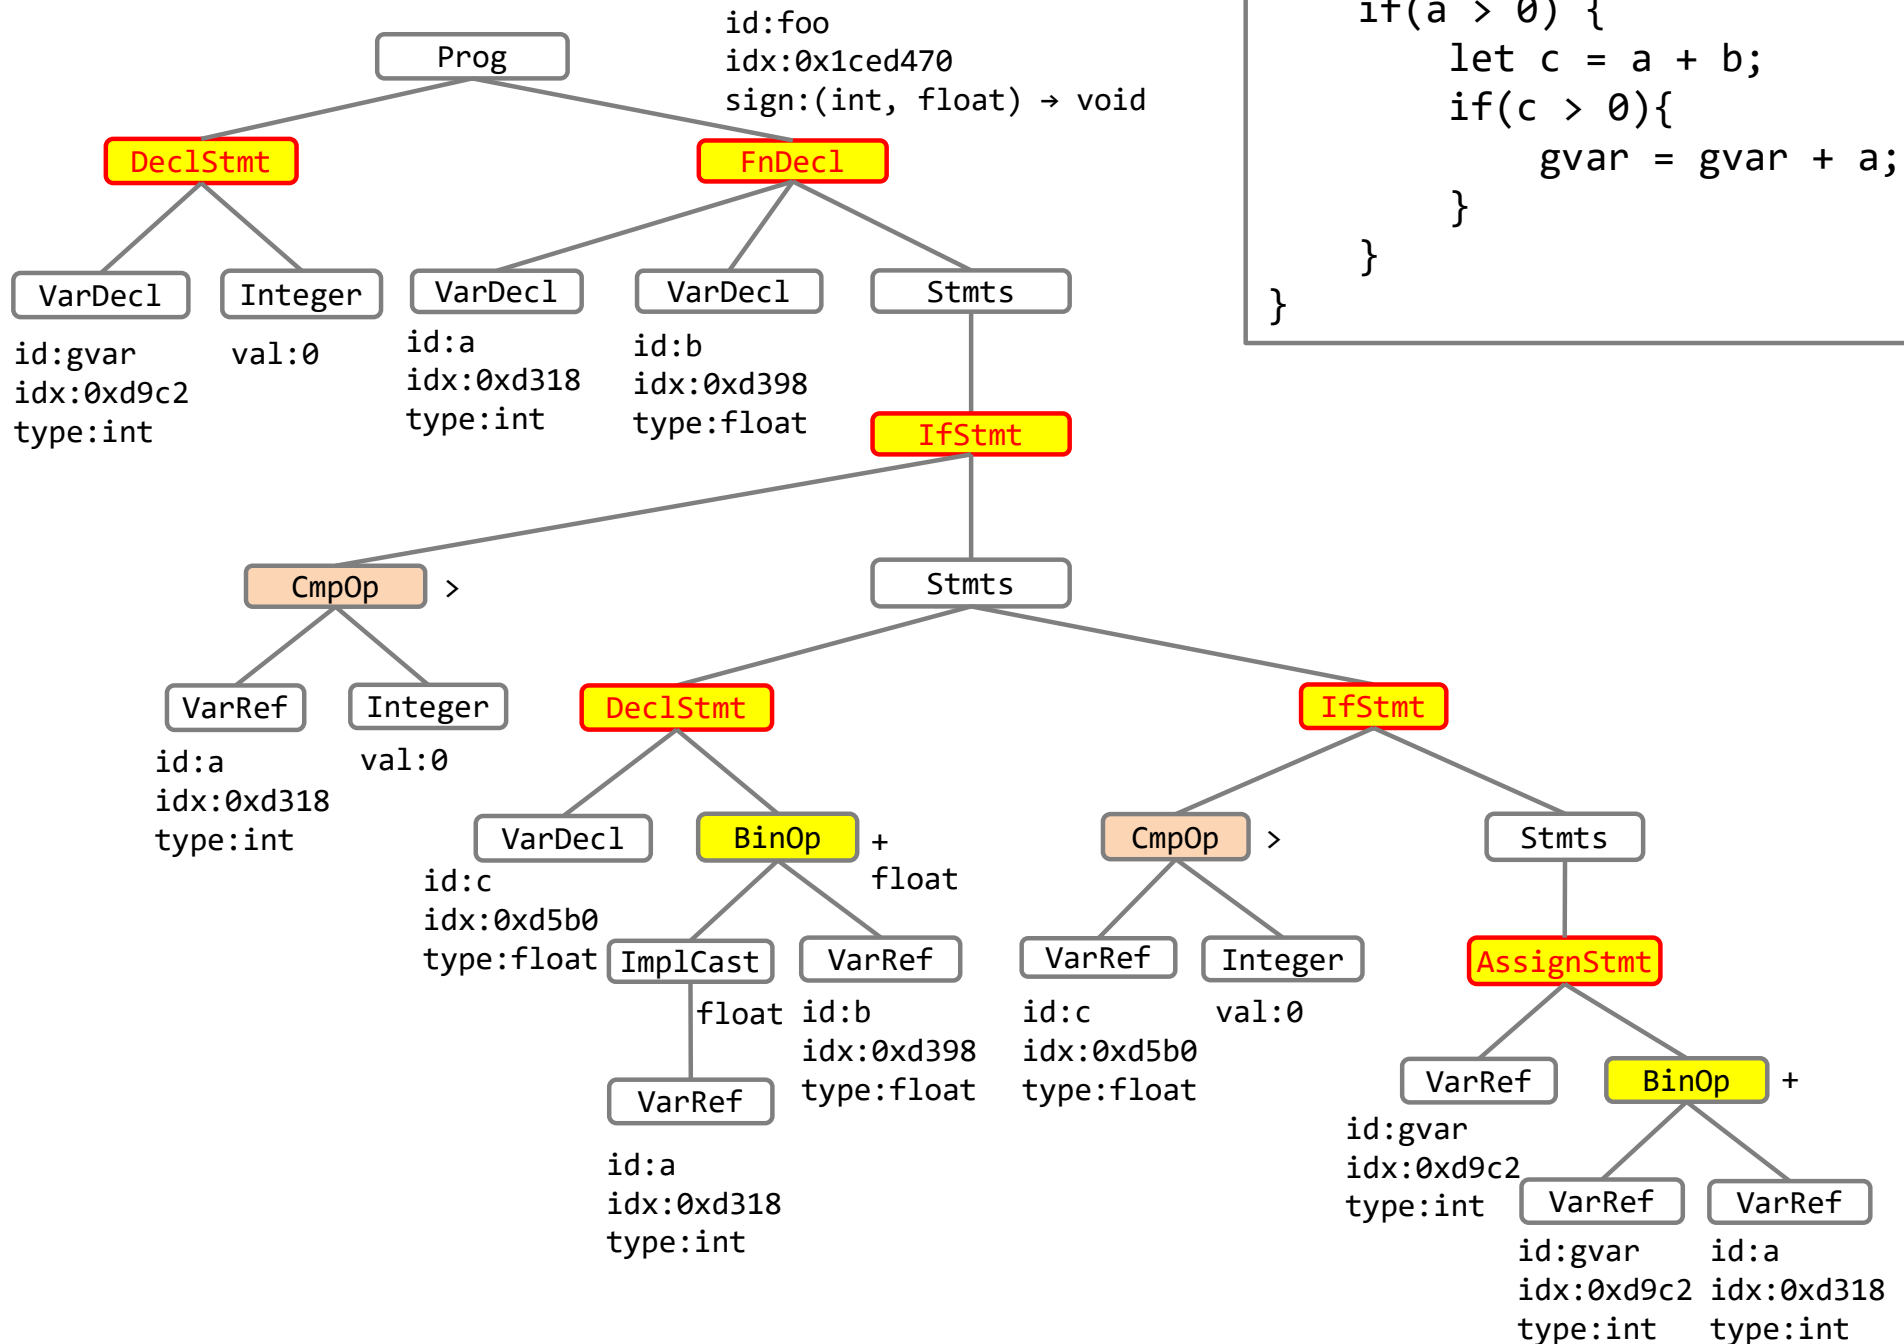 if(a > 0) {
let c = a + b;
if(c > 0){
gvar = gvar + a;
}
}
}
id:foo
idx:0x1ced470
sign:(int, float) → void
Prog
DeclStmt
FnDecl
VarDecl
Integer
VarDecl
VarDecl
Stmts
id:gvar
idx:0xd9c2
type:int
val:0
id:a
idx:0xd318
type:int
id:b
idx:0xd398
type:float
IfStmt
CmpOp >
Stmts
VarRef
Integer
DeclStmt
IfStmt
id:a
idx:0xd318
type:int
val:0
VarDecl
BinOp +
float
CmpOp >
Stmts
id:c
idx:0xd5b0
type:float
ImplCast
float
VarRef
VarRef
Integer
AssignStmt
id:b
idx:0xd398
type:float
id:c
idx:0xd5b0
type:float
val:0
VarRef
id:a
idx:0xd318
type:int
VarRef
BinOp +
id:gvar
idx:0xd9c2
type:int
VarRef
VarRef
id:gvar
idx:0xd9c2
type:int
id:a
idx:0xd318
type:int